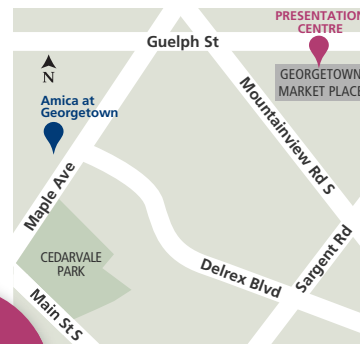 PRESENTATION
CENTRE
Guelph St
N
GEORGETOWN
MARKET PLACE
Amica at
Georgetown
Mountainview Rd S
Maple Ave
CEDARVALE
PARK
Delrex Blvd
Sargent Rd
Main St S